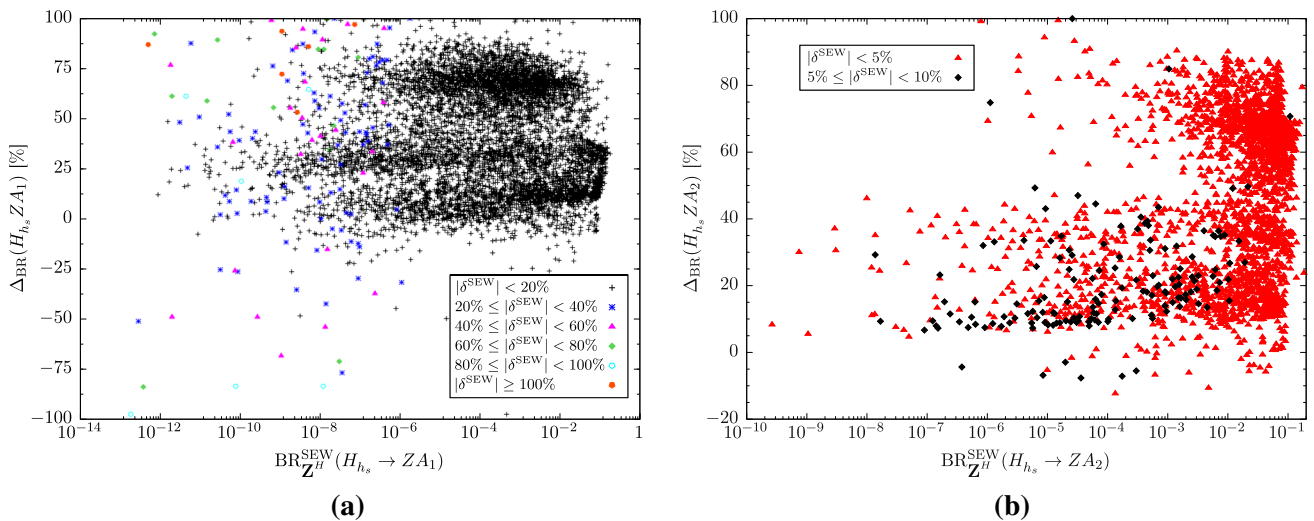 100
75
50
25
0
−25
−50
−75
−100
Δ_BR(H_{h_s} ZA_1) [%]
|δ^SEW| < 20%
20% ≤ |δ^SEW| < 40%
40% ≤ |δ^SEW| < 60%
60% ≤ |δ^SEW| < 80%
80% ≤ |δ^SEW| < 100%
|δ^SEW| ≥ 100%
10^−14 10^−12 10^−10 10^−8 10^−6 10^−4 10^−2 1
BR^SEW_{Z^H}(H_{h_s} → ZA_1)
(a)
100
80
60
40
20
0
−20
Δ_BR(H_{h_s} ZA_2) [%]
|δ^SEW| < 5%
5% ≤ |δ^SEW| < 10%
10^−10 10^−9 10^−8 10^−7 10^−6 10^−5 10^−4 10^−3 10^−2 10^−1
BR^SEW_{Z^H}(H_{h_s} → ZA_2)
(b)